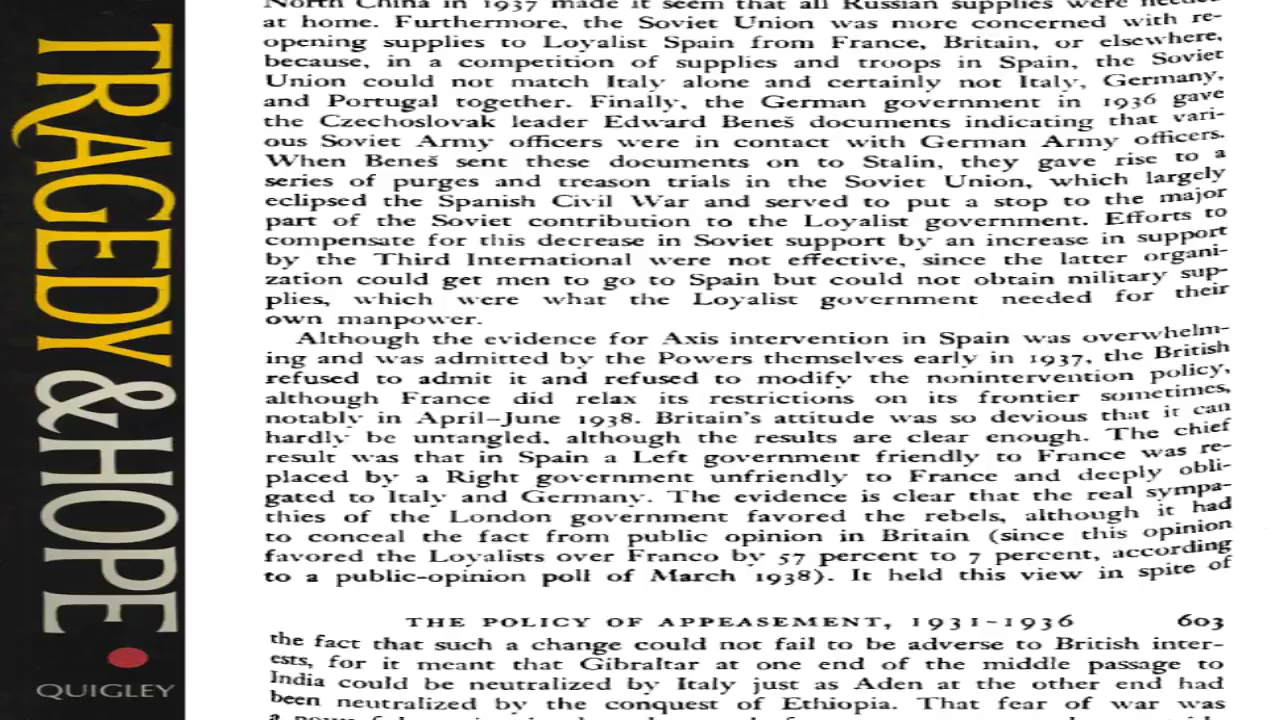 TRAGEDY & HOPE
QUIGLEY
North China in 1937 made it seem that all Russian supplies were needed
at home. Furthermore, the Soviet Union was more concerned with re-
opening supplies to Loyalist Spain from France, Britain, or elsewhere,
because, in a competition of supplies and troops in Spain, the Soviet
Union could not match Italy alone and certainly not Italy, Germany,
and Portugal together. Finally, the German government in 1936 gave
the Czechoslovak leader Edward Beneš documents indicating that vari-
ous Soviet Army officers were in contact with German Army officers.
When Beneš sent these documents on to Stalin, they gave rise to a
series of purges and treason trials in the Soviet Union, which largely
eclipsed the Spanish Civil War and served to put a stop to the major
part of the Soviet contribution to the Loyalist government. Efforts to
compensate for this decrease in Soviet support by an increase in support
by the Third International were not effective, since the latter organi-
zation could get men to go to Spain but could not obtain military sup-
plies, which were what the Loyalist government needed for their
own manpower.
Although the evidence for Axis intervention in Spain was overwhelm-
ing and was admitted by the Powers themselves early in 1937, the British
refused to admit it and refused to modify the nonintervention policy,
although France did relax its restrictions on its frontier sometimes,
notably in April–June 1938. Britain's attitude was so devious that it can
hardly be untangled, although the results are clear enough. The chief
result was that in Spain a Left government friendly to France was re-
placed by a Right government unfriendly to France and deeply obli-
gated to Italy and Germany. The evidence is clear that the real sympa-
thies of the London government favored the rebels, although it had
to conceal the fact from public opinion in Britain (since this opinion
favored the Loyalists over Franco by 57 percent to 7 percent, according
to a public-opinion poll of March 1938). It held this view in spite of
THE POLICY OF APPEASEMENT, 1931-1936 603
the fact that such a change could not fail to be adverse to British inter-
ests, for it meant that Gibraltar at one end of the middle passage to
India could be neutralized by Italy just as Aden at the other end had
been neutralized by the conquest of Ethiopia. That fear of war was